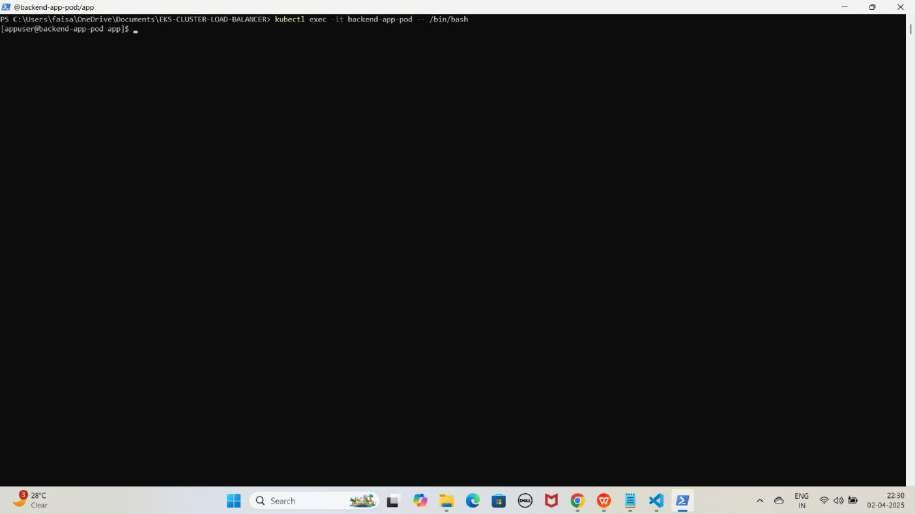 @backend-app-pod:/app
PS C:\Users\faisa\OneDrive\Documents\EKS-CLUSTER-LOAD-BALANCER> kubectl exec -it backend-app-pod -- /bin/bash
[appuser@backend-app-pod app]$
3
28°C
Clear
Search
DELL
ENG
IN
22:30
02-04-2025